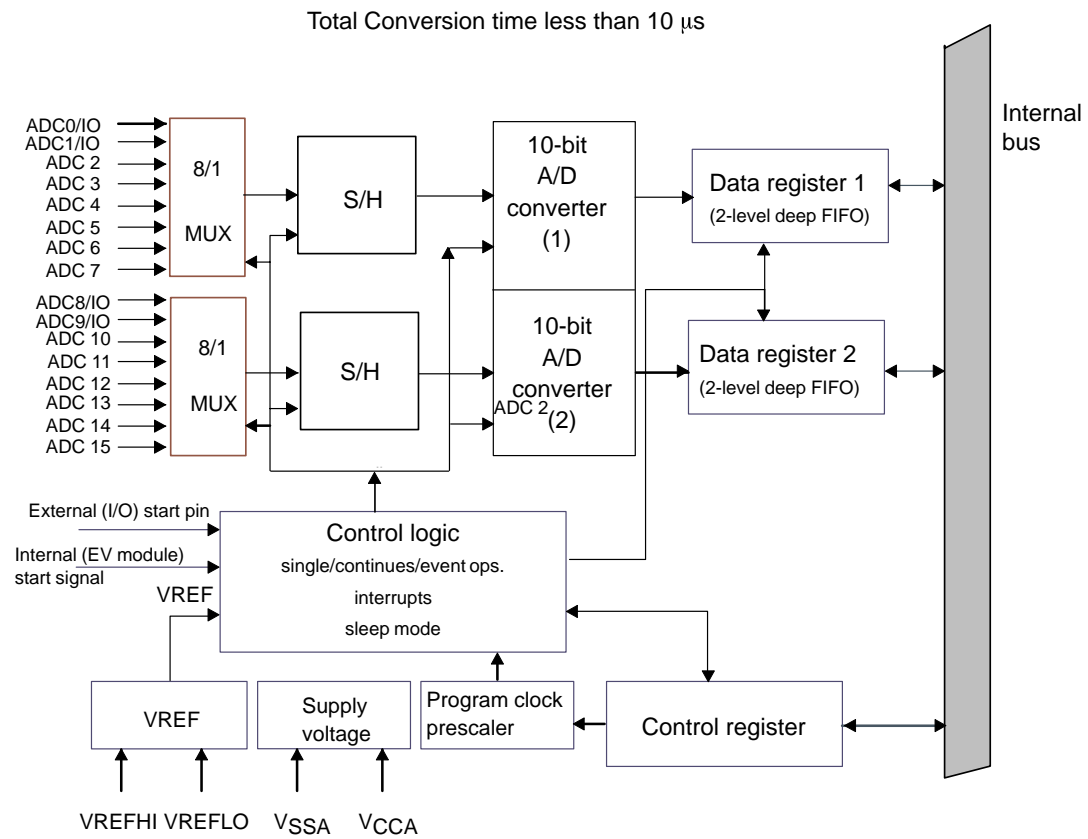 Total Conversion time less than 10 μs
Internal
bus
ADC0/IO
ADC1/IO
ADC 2
ADC 3
ADC 4
ADC 5
ADC 6
ADC 7
8/1
MUX
S/H
10-bit
A/D
converter
(1)
Data register 1
(2-level deep FIFO)
ADC8/IO
ADC9/IO
ADC 10
ADC 11
ADC 12
ADC 13
ADC 14
ADC 15
8/1
MUX
S/H
10-bit
A/D
converter
ADC 2
(2)
Data register 2
(2-level deep FIFO)
External (I/O) start pin
Internal (EV module)
start signal
VREF
Control logic
single/continues/event ops.
interrupts
sleep mode
VREF
Supply
voltage
Program clock
prescaler
Control register
VREFHI VREFLO VSSA VCCA